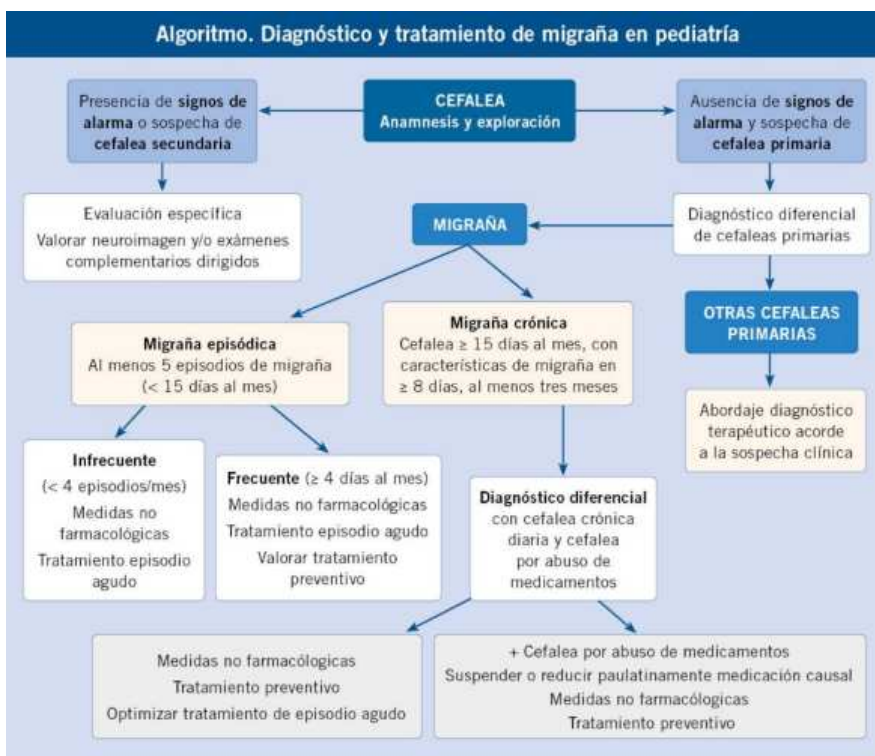 Algoritmo. Diagnóstico y tratamiento de migraña en pediatría
Presencia de signos de
alarma o sospecha de
cefalea secundaria
CEFALEA
Anamnesis y exploración
Ausencia de signos de
alarma y sospecha de
cefalea primaria
Evaluación específica
Valorar neuroimagen y/o exámenes
complementarios dirigidos
MIGRAÑA
Diagnóstico diferencial
de cefaleas primarias
Migraña episódica
Al menos 5 episodios de migraña
(< 15 días al mes)
Migraña crónica
Cefalea ≥ 15 días al mes, con
características de migraña en
≥ 8 días, al menos tres meses
OTRAS CEFALEAS
PRIMARIAS
Abordaje diagnóstico
terapéutico acorde
a la sospecha clínica
Infrecuente
(< 4 episodios/mes)
Medidas no
farmacológicas
Tratamiento episodio
agudo
Frecuente (≥ 4 días al mes)
Medidas no farmacológicas
Tratamiento episodio agudo
Valorar tratamiento
preventivo
Diagnóstico diferencial
con cefalea crónica
diaria y cefalea
por abuso de
medicamentos
Medidas no farmácologicas
Tratamiento preventivo
Optimizar tratamiento de episodio agudo
+ Cefalea por abuso de medicamentos
Suspender o reducir paulatinamente medicación causal
Medidas no farmácologicas
Tratamiento preventivo